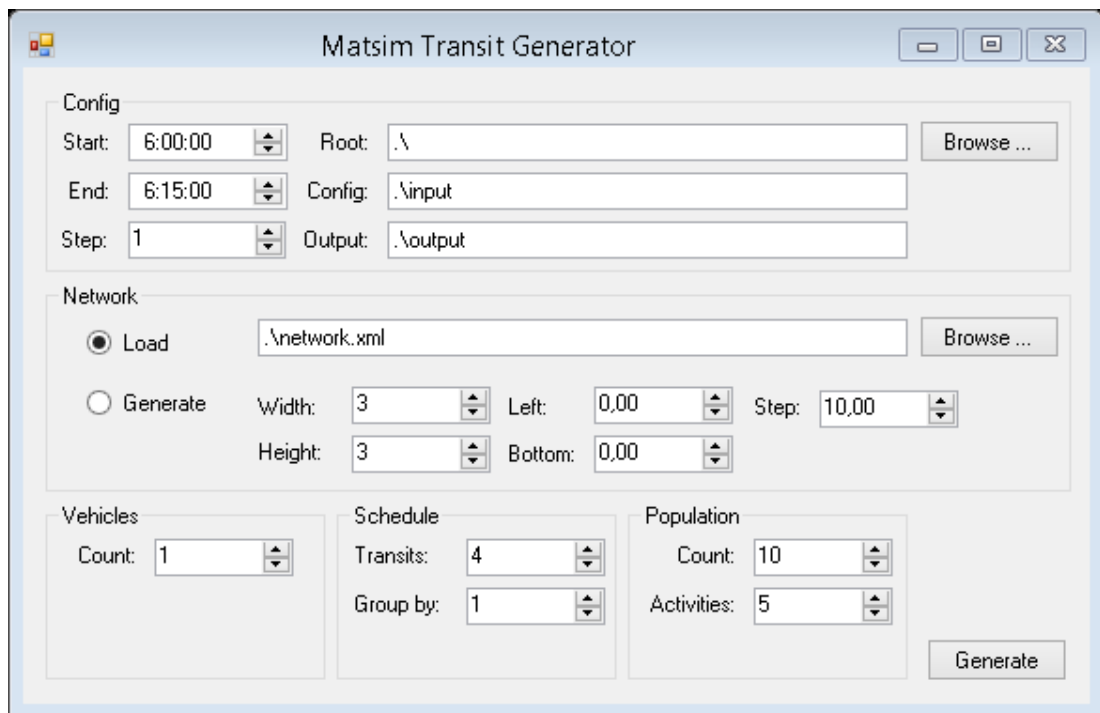 Matsim Transit Generator
Config
Start: 6:00:00 Root: .\ Browse ...
End: 6:15:00 Config: .\input
Step: 1 Output: .\output
Network
Load .\network.xml Browse ...
Generate Width: 3 Left: 0,00 Step: 10,00
Height: 3 Bottom: 0,00
Vehicles Schedule Population
Count: 1 Transits: 4 Count: 10
Group by: 1 Activities: 5
Generate